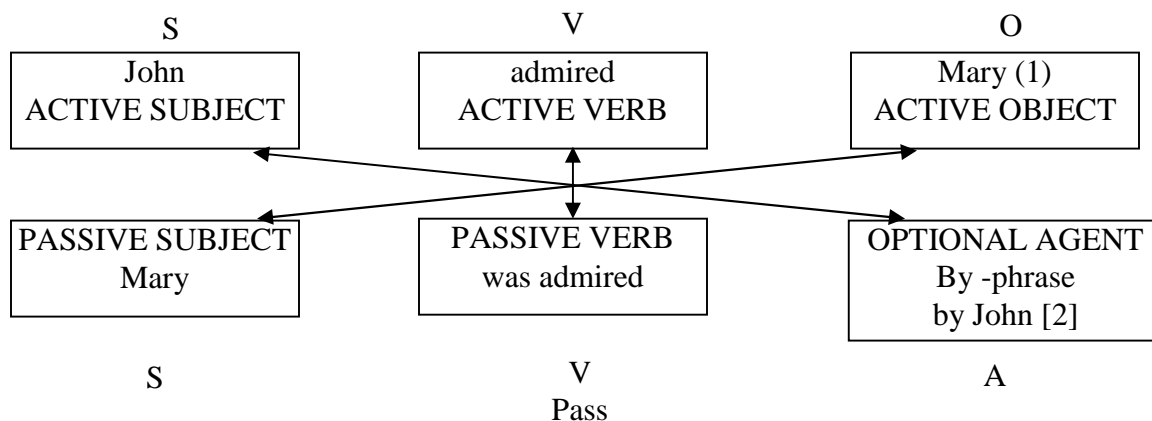 S V O
John admired Mary (1)
ACTIVE SUBJECT ACTIVE VERB ACTIVE OBJECT
PASSIVE SUBJECT PASSIVE VERB OPTIONAL AGENT
Mary was admired By -phrase
by John [2]
S V A
Pass